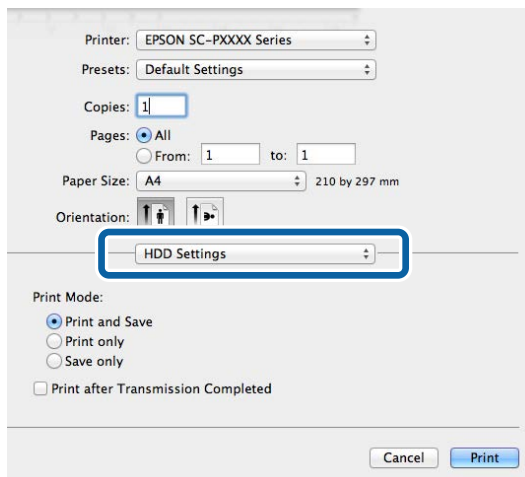 Printer: EPSON SC-PXXXX Series
Presets: Default Settings
Copies: 1
Pages: All
From: 1 to: 1
Paper Size: A4 210 by 297 mm
Orientation:
HDD Settings
Print Mode:
Print and Save
Print only
Save only
Print after Transmission Completed
Cancel Print